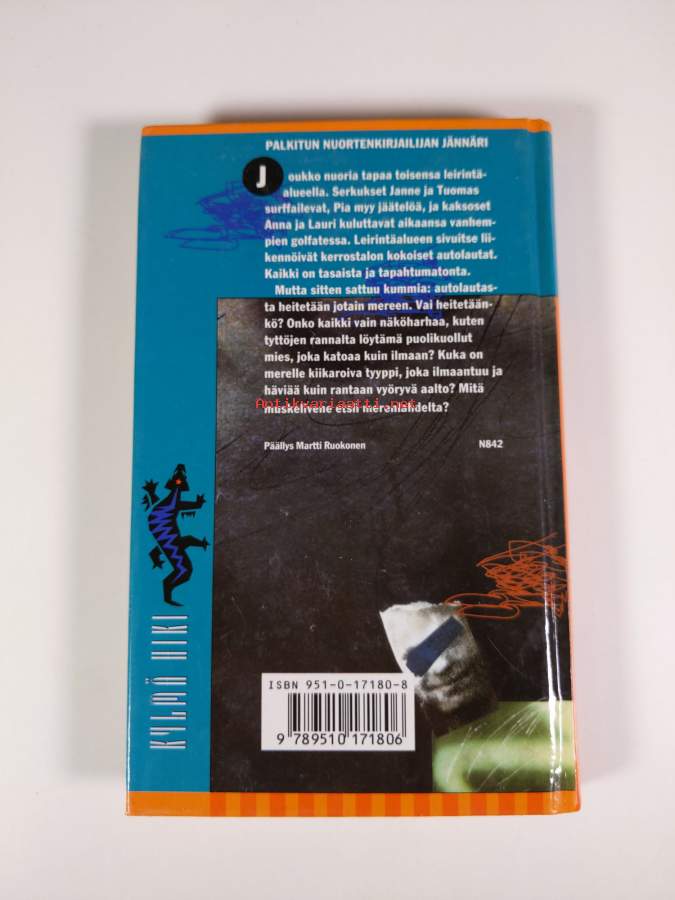 PALKITUN NUORTENKIRJAILIJAN JÄNNÄRI
Joukko nuoria tapaa toisensa leirintä-
alueella. Serkukset Janne ja Tuomas
surffailevat, Pia myy jäätelöä, ja kaksoset
Anna ja Lauri kuluttavat aikaansa vanhem-
pien golfatessa. Leirintäalueen sivuitse lii-
kennöivät kerrostalon kokoiset autolautat.
Kaikki on tasaista ja tapahtumatonta.
Mutta sitten sattuu kummia: autolautas-
ta heitetään jotain mereen. Vai heitetään-
kö? Onko kaikki vain näköharhaa, kuten
tyttöjen rannalta löytämä puolikuollut
mies, joka katoaa kuin ilmaan? Kuka on
merelle kiikaroiva tyyppi, joka ilmaantuu ja
häviää kuin rantaan vyöryvä aalto? Mitä
Antikvariaatti.net
muskelivene etsii merenlahdelta?
Päällys Martti Ruokonen N842
KYLMÄ HIKI
ISBN 951-0-17180-8
9 789510 171806